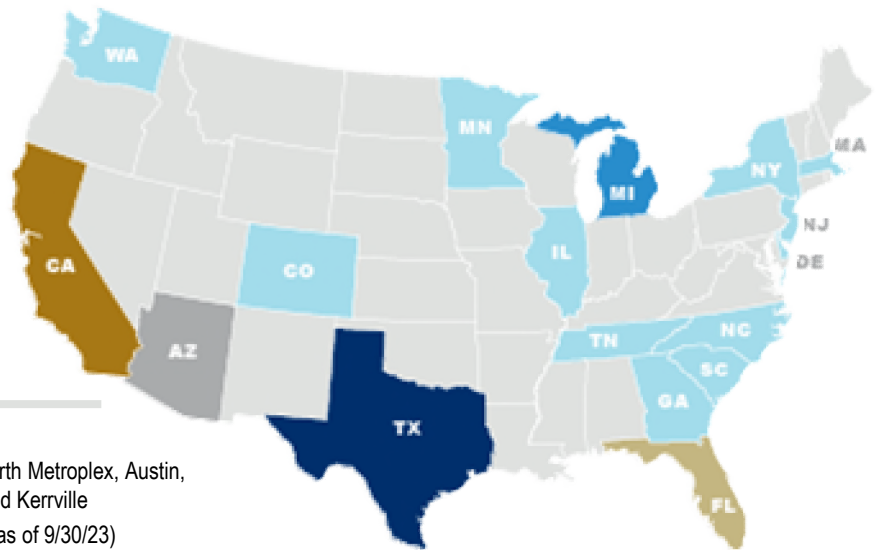 WA
MN
MA
NY
MI
NJ
IL
CO
DE
CA
NC
TN
AZ
SC
GA
TX
rth Metroplex, Austin,
d Kerrville
FL
as of 9/30/23)